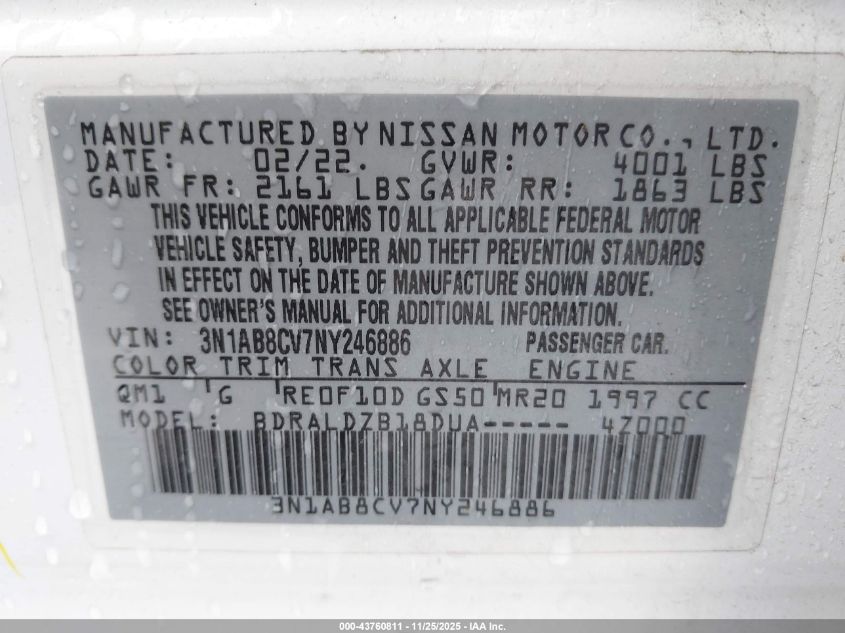 MANUFACTURED BY NISSAN MOTOR CO., LTD.
DATE: 02/22. GVWR: 4001 LBS
GAWR FR: 2161 LBS GAWR RR: 1863 LBS
THIS VEHICLE CONFORMS TO ALL APPLICABLE FEDERAL MOTOR
VEHICLE SAFETY, BUMPER AND THEFT PREVENTION STANDARDS
IN EFFECT ON THE DATE OF MANUFACTURE SHOWN ABOVE.
SEE OWNER'S MANUAL FOR ADDITIONAL INFORMATION.
VIN: 3N1AB8CV7NY246886 PASSENGER CAR.
COLOR TRIM TRANS AXLE ENGINE
QM1 G RE0F10D GS50 MR20 1997 CC
MODEL: BDRALDZB18DUA----- 4Z000
3N1AB8CV7NY246886
000-43760811 - 11/25/2025 - IAA Inc.